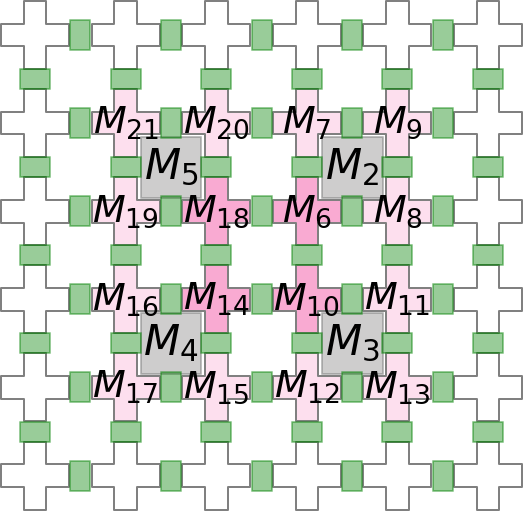 M₂₁ M₂₀ M₇ M₉
M₅ M₂
M₁₉ M₁₈ M₆ M₈
M₁₆ M₁₄ M₁₀ M₁₁
M₄ M₃
M₁₇ M₁₅ M₁₂ M₁₃